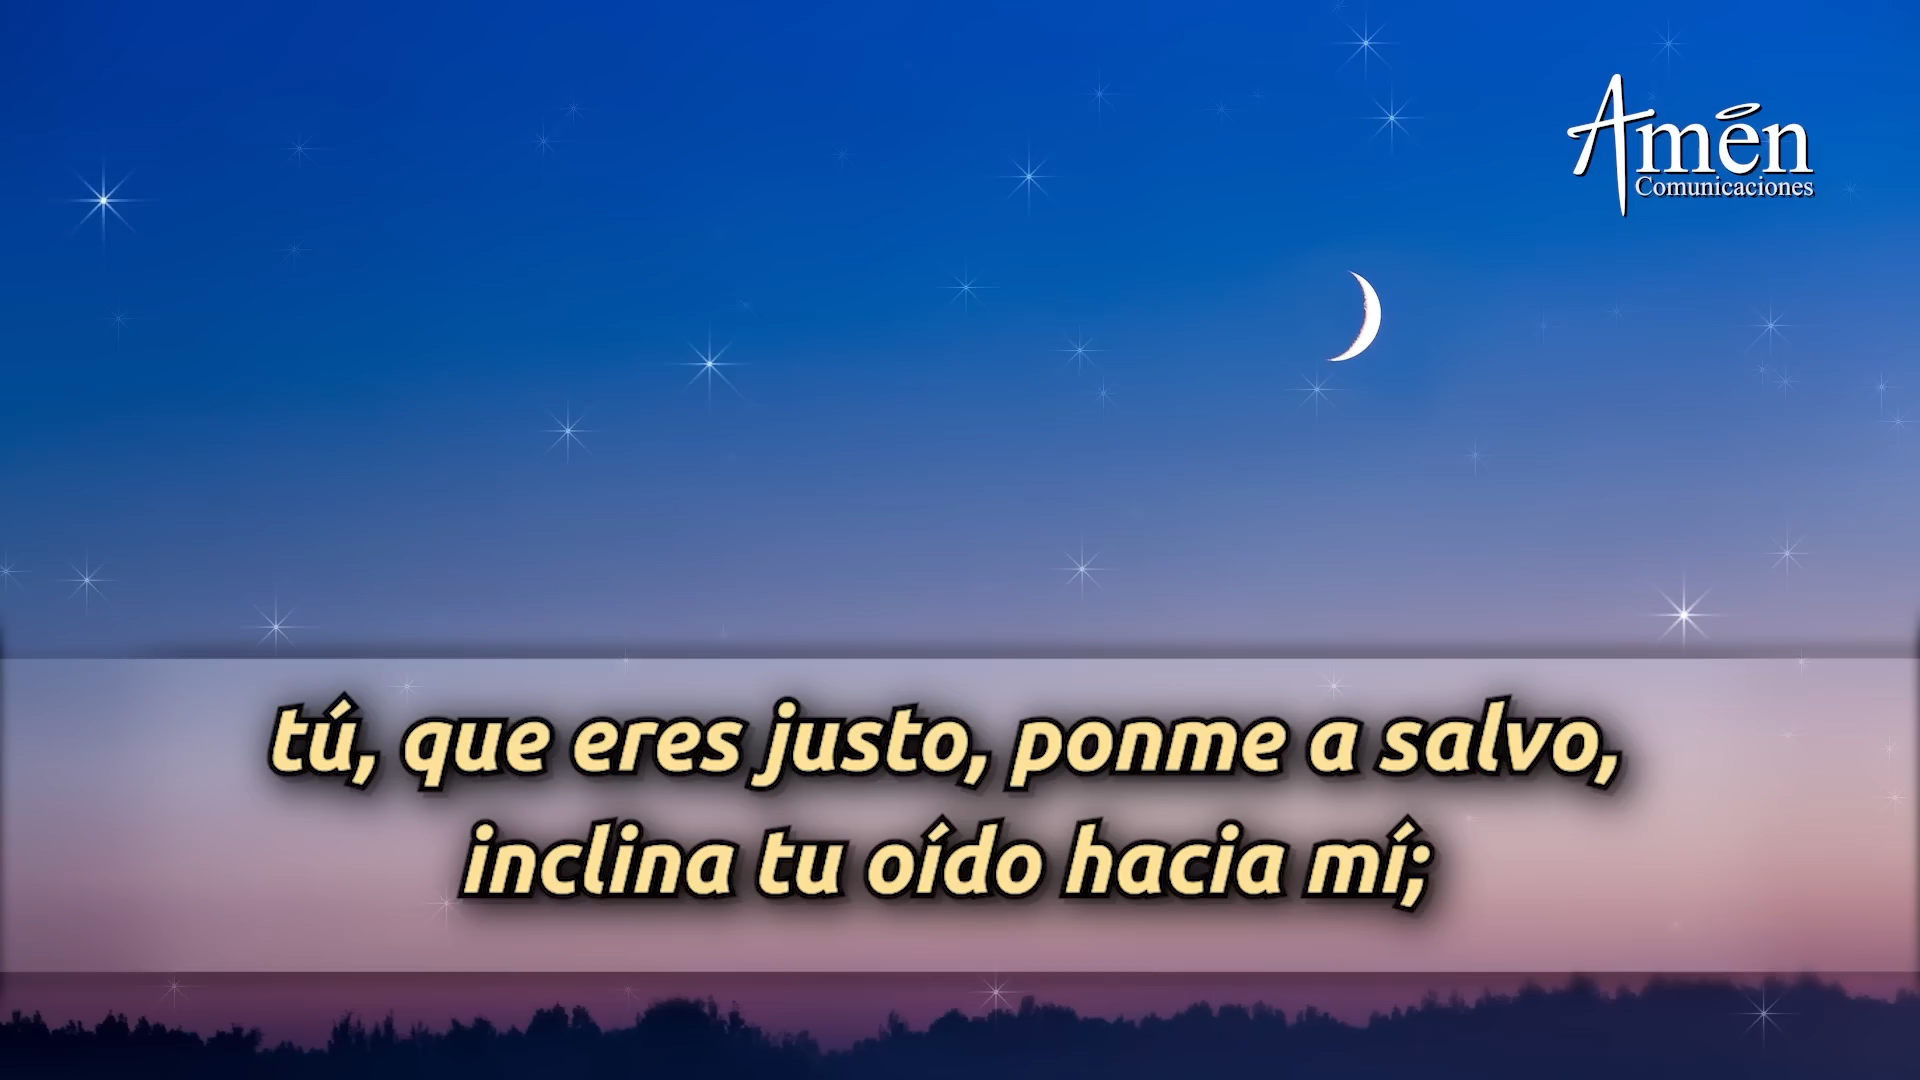 Amén
Comunicaciones
tú, que eres justo, ponme a salvo,
inclina tu oído hacia mí;